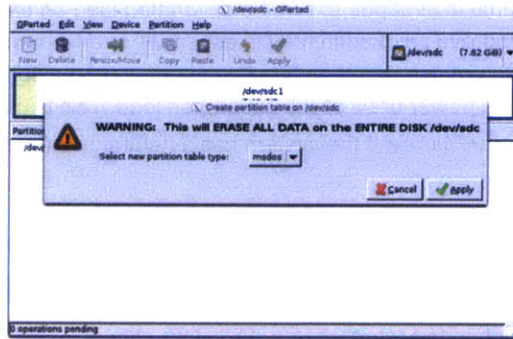 /dev/sdc - GParted
GParted Edit View Device Partition Help
New Delete Resize/Move Copy Paste Undo Apply /dev/sdc (7.62 GiB)
/dev/sdc1
Create partition table on /dev/sdc
Partition
WARNING: This will ERASE ALL DATA on the ENTIRE DISK /dev/sdc
/dev
Select new partition table type: msdos
Cancel Apply
0 operations pending